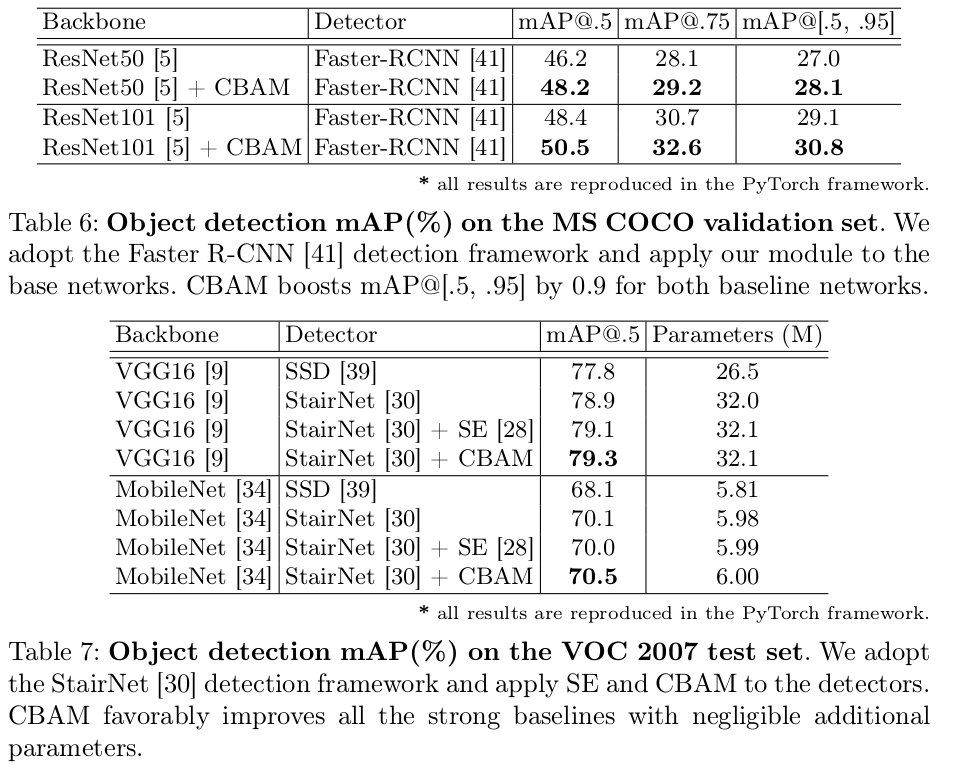 Backbone Detector mAP@.5 mAP@.75 mAP@[.5, .95]
ResNet50 [5] Faster-RCNN [41] 46.2 28.1 27.0
ResNet50 [5] + CBAM Faster-RCNN [41] 48.2 29.2 28.1
ResNet101 [5] Faster-RCNN [41] 48.4 30.7 29.1
ResNet101 [5] + CBAM Faster-RCNN [41] 50.5 32.6 30.8
* all results are reproduced in the PyTorch framework.
Table 6: Object detection mAP(%) on the MS COCO validation set. We
adopt the Faster R-CNN [41] detection framework and apply our module to the
base networks. CBAM boosts mAP@[.5, .95] by 0.9 for both baseline networks.
Backbone Detector mAP@.5 Parameters (M)
VGG16 [9] SSD [39] 77.8 26.5
VGG16 [9] StairNet [30] 78.9 32.0
VGG16 [9] StairNet [30] + SE [28] 79.1 32.1
VGG16 [9] StairNet [30] + CBAM 79.3 32.1
MobileNet [34] SSD [39] 68.1 5.81
MobileNet [34] StairNet [30] 70.1 5.98
MobileNet [34] StairNet [30] + SE [28] 70.0 5.99
MobileNet [34] StairNet [30] + CBAM 70.5 6.00
* all results are reproduced in the PyTorch framework.
Table 7: Object detection mAP(%) on the VOC 2007 test set. We adopt
the StairNet [30] detection framework and apply SE and CBAM to the detectors.
CBAM favorably improves all the strong baselines with negligible additional
parameters.